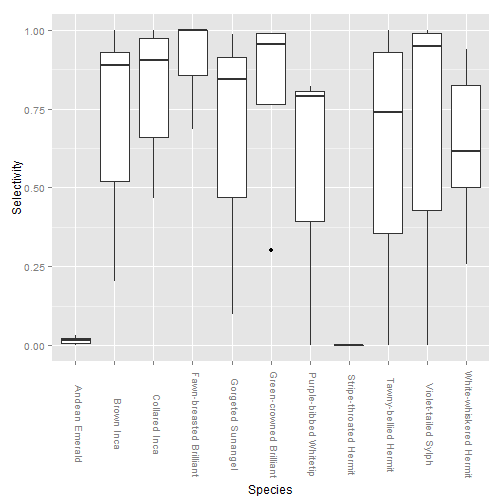 Selectivity
1.00
0.75
0.50
0.25
0.00
Andean Emerald
Brown Inca
Collared Inca
Fawn-breasted Brilliant
Gorgeted Sunangel
Green-crowned Brilliant
Purple-bibbed Whitetip
Stripe-throated Hermit
Tawny-bellied Hermit
Violet-tailed Sylph
White-whiskered Hermit
Species